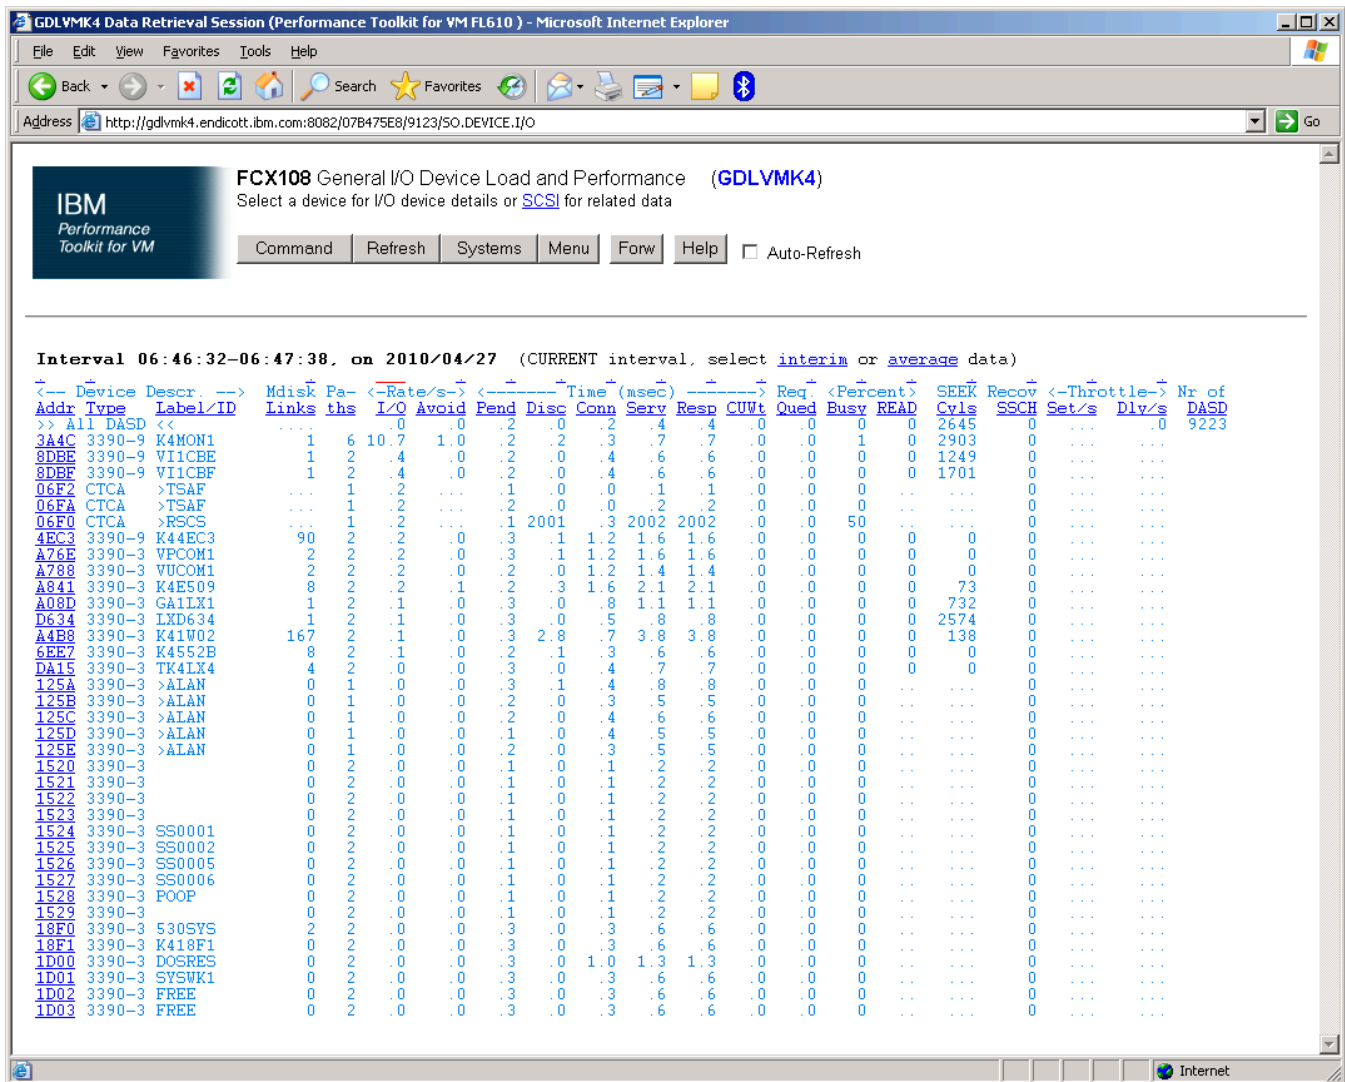 GDLVMK4 Data Retrieval Session (Performance Toolkit for VM FL610 ) - Microsoft Internet Explorer
File Edit View Favorites Tools Help
Back Search Favorites
Address http://gdlvmk4.endicott.ibm.com:8082/07B475E8/9123/SO.DEVICE.I/O Go
IBM
Performance
Toolkit for VM
FCX108 General I/O Device Load and Performance (GDLVMK4)
Select a device for I/O device details or SCSI for related data
Command Refresh Systems Menu Forw Help Auto-Refresh
Interval 06:46:32-06:47:38, on 2010/04/27 (CURRENT interval, select interim or average data)
<-- Device Descr. --> Mdisk Pa- <-Rate/s-> <------- Time (msec) -------> Req. <Percent> SEEK Recov <-Throttle-> Nr of
Addr Type Label/ID Links ths I/O Avoid Pend Disc Conn Serv Resp CUWt Qued Busy READ Cyls SSCH Set/s Dly/s DASD
>> All DASD << .... .0 .0 .2 .0 .2 .4 .4 .0 .0 0 0 2645 0 ... .0 9223
3A4C 3390-9 K4MON1 1 6 10.7 1.0 .2 .2 .3 .7 .7 .0 .0 1 0 2903 0 ... ...
8DBE 3390-9 VI1CBE 1 2 .4 .0 .2 .0 .4 .6 .6 .0 .0 0 0 1249 0 ... ...
8DBF 3390-9 VI1CBF 1 2 .4 .0 .2 .0 .4 .6 .6 .0 .0 0 0 1701 0 ... ...
06F2 CTCA >TSAF ... 1 .2 ... .1 .0 .0 .1 .1 .0 .0 0 .. ... 0 ... ...
06FA CTCA >TSAF ... 1 .2 ... .2 .0 .0 .2 .2 .0 .0 0 .. ... 0 ... ...
06F0 CTCA >RSCS ... 1 .2 ... .1 2001 .3 2002 2002 .0 .0 50 .. ... 0 ... ...
4EC3 3390-9 K44EC3 90 2 .2 .0 .3 .1 1.2 1.6 1.6 .0 .0 0 0 0 0 ... ...
A76E 3390-3 VPCOM1 2 2 .2 .0 .3 .1 1.2 1.6 1.6 .0 .0 0 0 0 0 ... ...
A788 3390-3 VUCOM1 2 2 .2 .0 .2 .0 1.2 1.4 1.4 .0 .0 0 0 0 0 ... ...
A841 3390-3 K4E509 8 2 .2 .1 .2 .3 1.6 2.1 2.1 .0 .0 0 0 73 0 ... ...
A08D 3390-3 GA1LX1 1 2 .1 .0 .3 .0 .8 1.1 1.1 .0 .0 0 0 732 0 ... ...
D634 3390-3 LXD634 1 2 .1 .0 .3 .0 .5 .8 .8 .0 .0 0 0 2574 0 ... ...
A4B8 3390-3 K41W02 167 2 .1 .0 .3 2.8 .7 3.8 3.8 .0 .0 0 0 138 0 ... ...
6EE7 3390-3 K4552B 8 2 .1 .0 .2 .1 .3 .6 .6 .0 .0 0 0 0 0 ... ...
DA15 3390-3 TK4LX4 4 2 .0 .0 .3 .0 .4 .7 .7 .0 .0 0 0 0 0 ... ...
125A 3390-3 >ALAN 0 1 .0 .0 .3 .1 .4 .8 .8 .0 .0 0 .. ... 0 ... ...
125B 3390-3 >ALAN 0 1 .0 .0 .2 .0 .3 .5 .5 .0 .0 0 .. ... 0 ... ...
125C 3390-3 >ALAN 0 1 .0 .0 .2 .0 .4 .6 .6 .0 .0 0 .. ... 0 ... ...
125D 3390-3 >ALAN 0 1 .0 .0 .1 .0 .4 .5 .5 .0 .0 0 .. ... 0 ... ...
125E 3390-3 >ALAN 0 1 .0 .0 .2 .0 .3 .5 .5 .0 .0 0 .. ... 0 ... ...
1520 3390-3 0 2 .0 .0 .1 .0 .1 .2 .2 .0 .0 0 .. ... 0 ... ...
1521 3390-3 0 2 .0 .0 .1 .0 .1 .2 .2 .0 .0 0 .. ... 0 ... ...
1522 3390-3 0 2 .0 .0 .1 .0 .1 .2 .2 .0 .0 0 .. ... 0 ... ...
1523 3390-3 0 2 .0 .0 .1 .0 .1 .2 .2 .0 .0 0 .. ... 0 ... ...
1524 3390-3 SS0001 0 2 .0 .0 .1 .0 .1 .2 .2 .0 .0 0 .. ... 0 ... ...
1525 3390-3 SS0002 0 2 .0 .0 .1 .0 .1 .2 .2 .0 .0 0 .. ... 0 ... ...
1526 3390-3 SS0005 0 2 .0 .0 .1 .0 .1 .2 .2 .0 .0 0 .. ... 0 ... ...
1527 3390-3 SS0006 0 2 .0 .0 .1 .0 .1 .2 .2 .0 .0 0 .. ... 0 ... ...
1528 3390-3 POOP 0 2 .0 .0 .1 .0 .1 .2 .2 .0 .0 0 .. ... 0 ... ...
1529 3390-3 0 2 .0 .0 .1 .0 .1 .2 .2 .0 .0 0 .. ... 0 ... ...
18F0 3390-3 530SYS 2 2 .0 .0 .3 .0 .3 .6 .6 .0 .0 0 .. ... 0 ... ...
18F1 3390-3 K418F1 0 2 .0 .0 .3 .0 .3 .6 .6 .0 .0 0 .. ... 0 ... ...
1D00 3390-3 DOSRES 0 2 .0 .0 .3 .0 1.0 1.3 1.3 .0 .0 0 .. ... 0 ... ...
1D01 3390-3 SYSWK1 0 2 .0 .0 .3 .0 .3 .6 .6 .0 .0 0 .. ... 0 ... ...
1D02 3390-3 FREE 0 2 .0 .0 .3 .0 .3 .6 .6 .0 .0 0 .. ... 0 ... ...
1D03 3390-3 FREE 0 2 .0 .0 .3 .0 .3 .6 .6 .0 .0 0 .. ... 0 ... ...
Internet